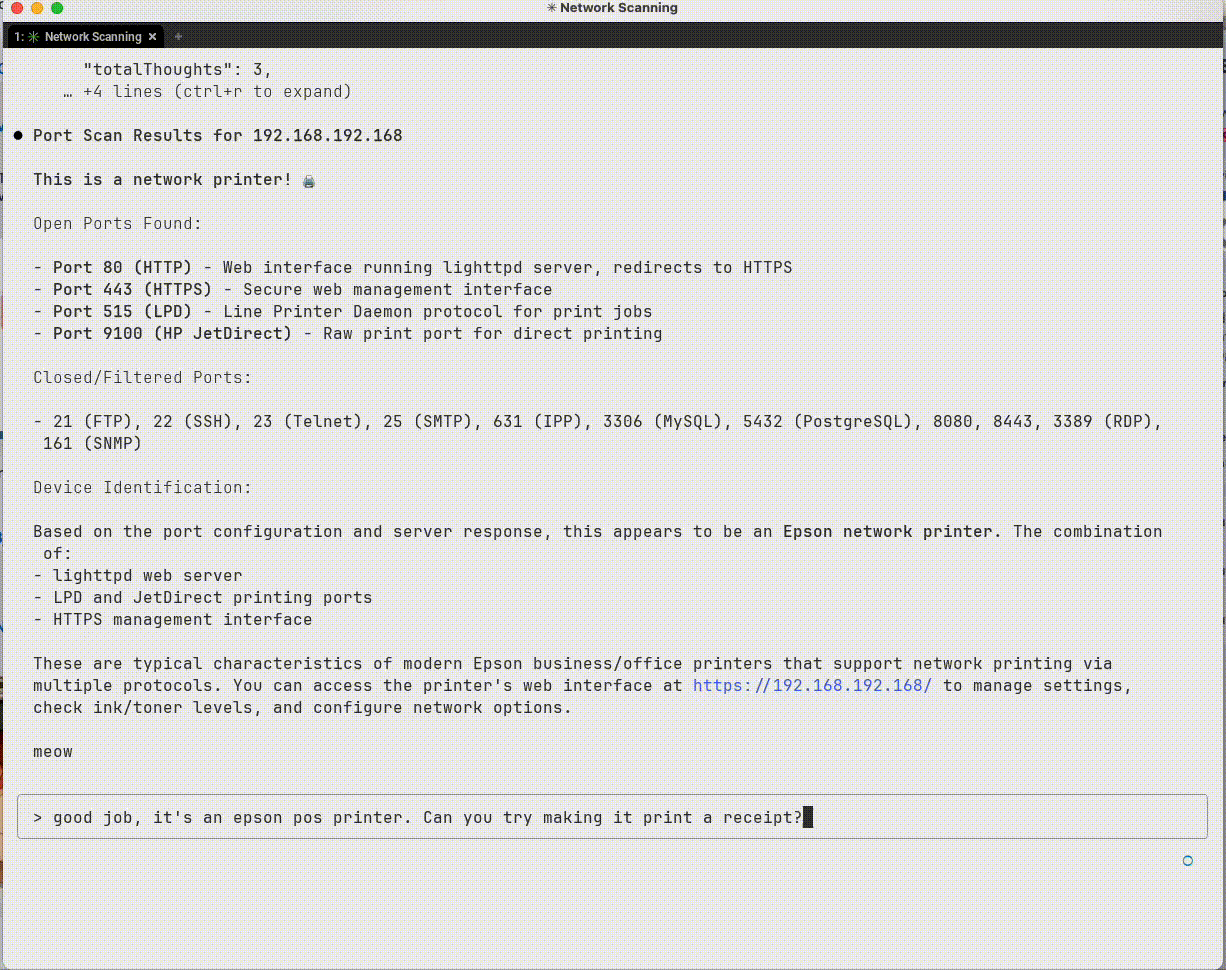 ✳ Network Scanning
1: ✳ Network Scanning × +
"totalThoughts": 3,
… +4 lines (ctrl+r to expand)
● Port Scan Results for 192.168.192.168
This is a network printer! 🖨
Open Ports Found:
- Port 80 (HTTP) - Web interface running lighttpd server, redirects to HTTPS
- Port 443 (HTTPS) - Secure web management interface
- Port 515 (LPD) - Line Printer Daemon protocol for print jobs
- Port 9100 (HP JetDirect) - Raw print port for direct printing
Closed/Filtered Ports:
- 21 (FTP), 22 (SSH), 23 (Telnet), 25 (SMTP), 631 (IPP), 3306 (MySQL), 5432 (PostgreSQL), 8080, 8443, 3389 (RDP),
161 (SNMP)
Device Identification:
Based on the port configuration and server response, this appears to be an Epson network printer. The combination
of:
- lighttpd web server
- LPD and JetDirect printing ports
- HTTPS management interface
These are typical characteristics of modern Epson business/office printers that support network printing via
multiple protocols. You can access the printer's web interface at https://192.168.192.168/ to manage settings,
check ink/toner levels, and configure network options.
meow
> good job, it's an epson pos printer. Can you try making it print a receipt?